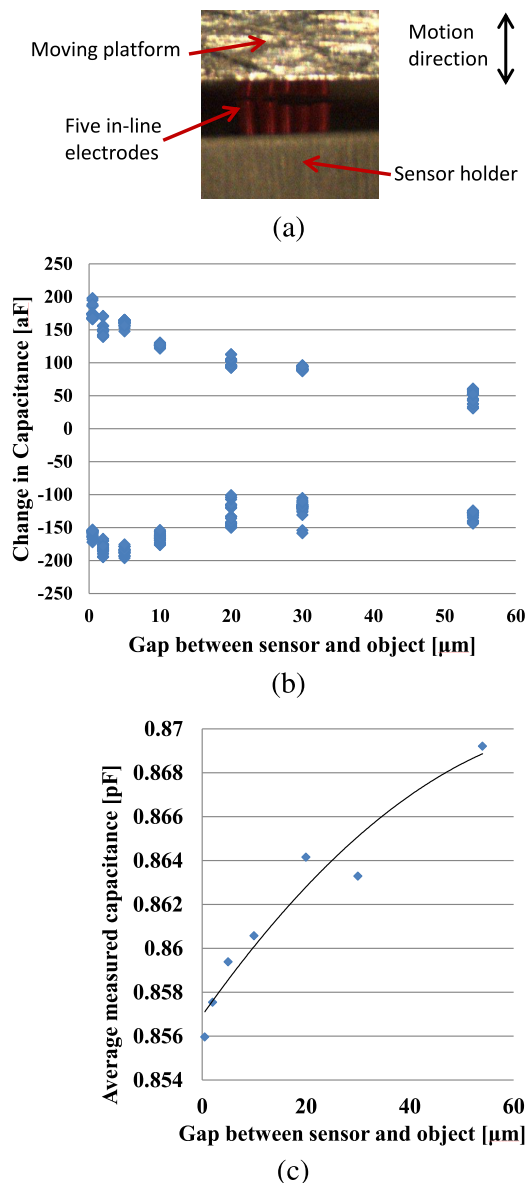 Moving platform
Motion
direction
Five in-line
electrodes
Sensor holder
(a)
250
200
150
100
50
0
-50
-100
-150
-200
-250
Change in Capacitance [aF]
0 10 20 30 40 50 60
Gap between sensor and object [µm]
(b)
0.87
0.868
0.866
0.864
0.862
0.86
0.858
0.856
0.854
Average measured capacitance [pF]
0 20 40 60
Gap between sensor and object [µm]
(c)